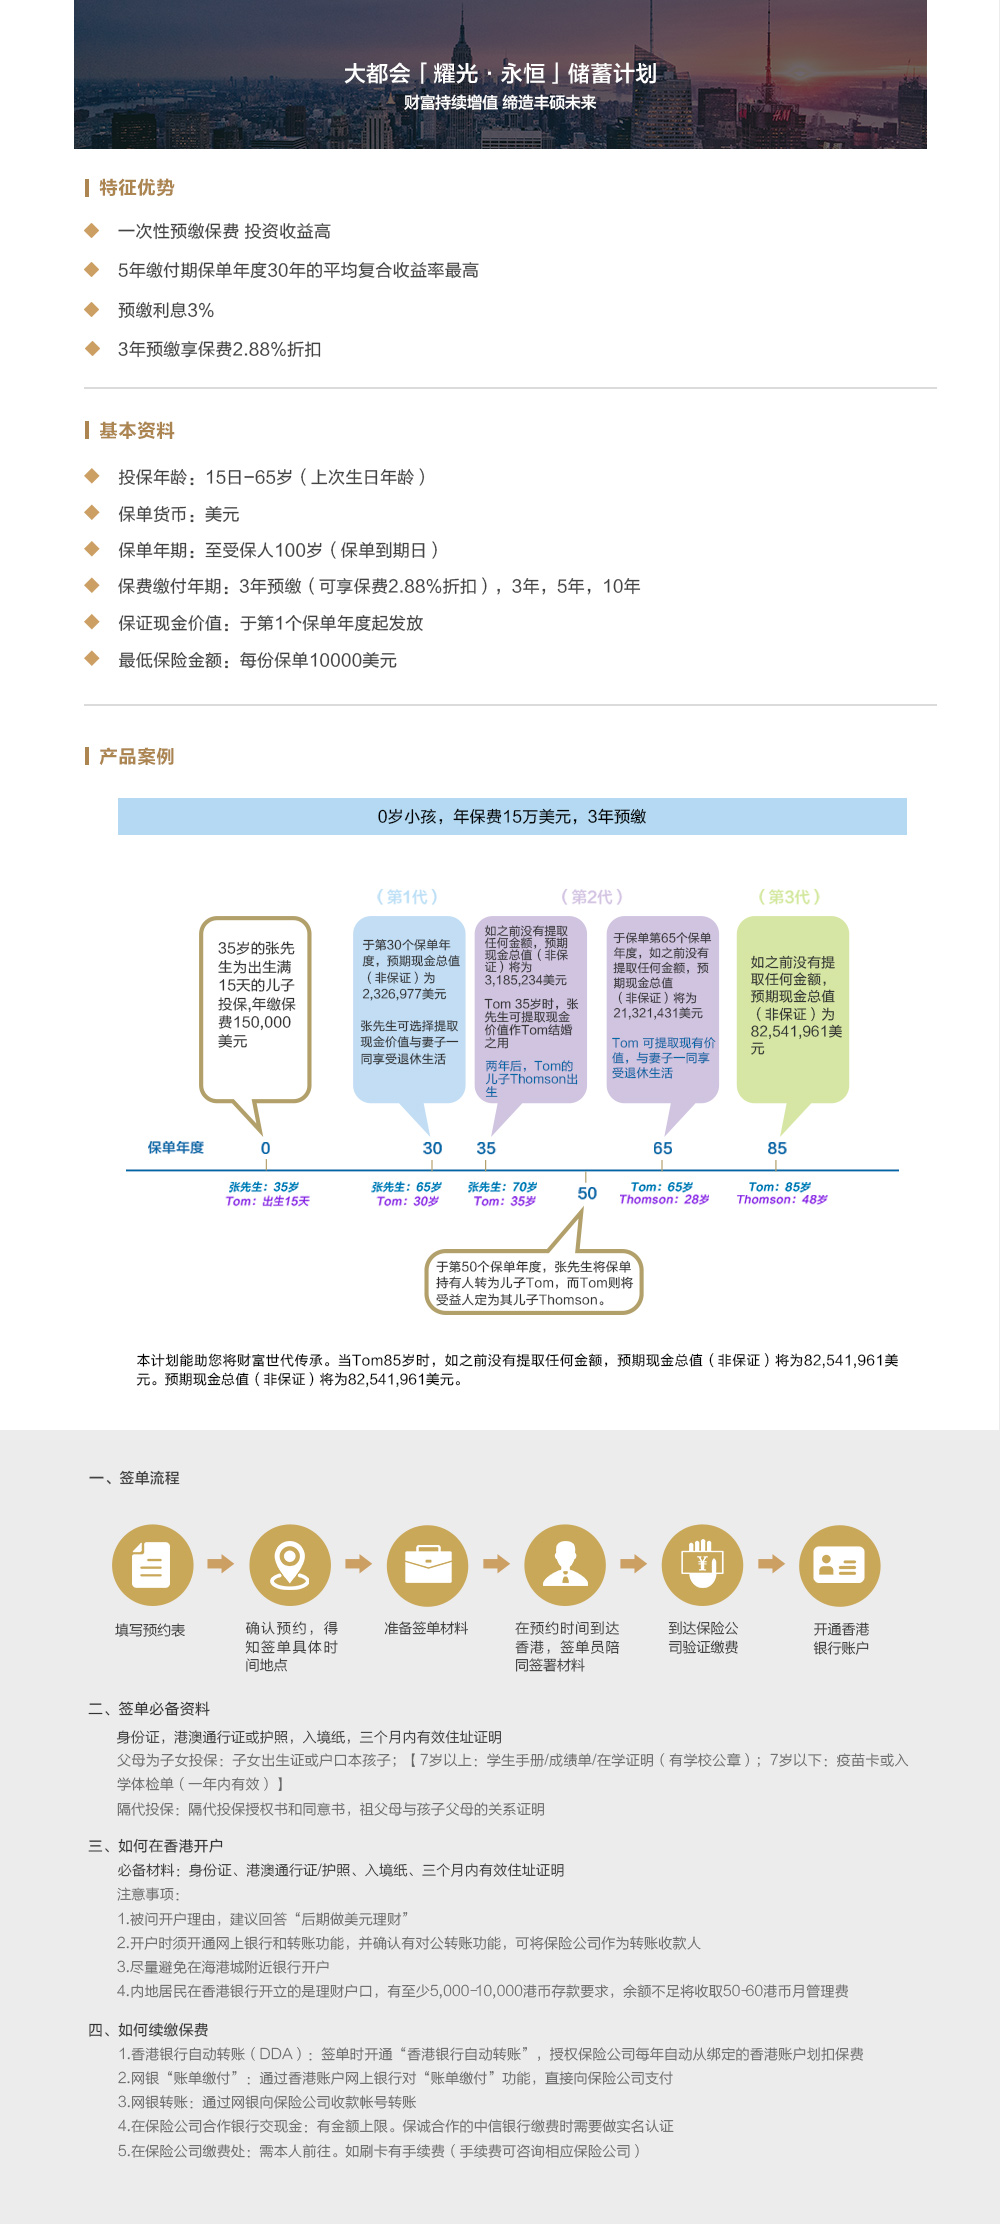 大都会「耀光·永恒」储蓄计划
财富持续增值 缔造丰硕未来
H&M
特征优势
一次性预缴保费 投资收益高
5年缴付期保单年度30年的平均复合收益率最高
预缴利息3%
3年预缴享保费2.88%折扣
基本资料
投保年龄：15日-65岁（上次生日年龄）
保单货币：美元
保单年期：至受保人100岁（保单到期日）
保费缴付年期：3年预缴（可享保费2.88%折扣），3年，5年，10年
保证现金价值：于第1个保单年度起发放
最低保险金额：每份保单10000美元
产品案例
0岁小孩，年保费15万美元，3年预缴
（第1代）
（第2代）
（第3代）
35岁的张先
生为出生满
15天的儿子
投保,年缴保
费150,000
美元
于第30个保单年
度，预期现金总值
（非保证）为
2,326,977美元
张先生可选择提取
现金价值与妻子一
同享受退休生活
如之前没有提取
任何金额，预期
现金总值（非保
证）将为
3,185,234美元
Tom 35岁时，张
先生可提取现金
价值作Tom结婚
之用
两年后，Tom的
儿子Thomson出
生
于保单第65个保单
年度，如之前没有
提取任何金额，预
期现金总值
（非保证）将为
21,321,431美元
Tom 可提取现有价
值，与妻子一同享
受退休生活
如之前没有提
取任何金额，
预期现金总值
（非保证）为
82,541,961美
元
保单年度
0
30
35
65
85
张先生：35岁
Tom：出生15天
张先生：65岁
Tom：30岁
张先生：70岁
Tom：35岁
50
Tom：65岁
Thomson：28岁
Tom：85岁
Thomson：48岁
于第50个保单年度，张先生将保单
持有人转为儿子Tom，而Tom则将
受益人定为其儿子Thomson。
本计划能助您将财富世代传承。当Tom85岁时，如之前没有提取任何金额，预期现金总值（非保证）将为82,541,961美
元。预期现金总值（非保证）将为82,541,961美元。
一、签单流程
¥
填写预约表
确认预约，得
知签单具体时
间地点
准备签单材料
在预约时间到达
香港，签单员陪
同签署材料
到达保险公
司验证缴费
开通香港
银行账户
二、签单必备资料
身份证，港澳通行证或护照，入境纸，三个月内有效住址证明
父母为子女投保：子女出生证或户口本孩子；【 7岁以上：学生手册/成绩单/在学证明（有学校公章）；7岁以下：疫苗卡或入
学体检单（一年内有效）】
隔代投保：隔代投保授权书和同意书，祖父母与孩子父母的关系证明
三、如何在香港开户
必备材料：身份证、港澳通行证/护照、入境纸、三个月内有效住址证明
注意事项：
1.被问开户理由，建议回答“后期做美元理财”
2.开户时须开通网上银行和转账功能，并确认有对公转账功能，可将保险公司作为转账收款人
3.尽量避免在海港城附近银行开户
4.内地居民在香港银行开立的是理财户口，有至少5,000-10,000港币存款要求，余额不足将收取50-60港币月管理费
四、如何续缴保费
1.香港银行自动转账（DDA）：签单时开通“香港银行自动转账”，授权保险公司每年自动从绑定的香港账户划扣保费
2.网银“账单缴付”：通过香港账户网上银行对“账单缴付”功能，直接向保险公司支付
3.网银转账：通过网银向保险公司收款帐号转账
4.在保险公司合作银行交现金：有金额上限。保诚合作的中信银行缴费时需要做实名认证
5.在保险公司缴费处：需本人前往。如刷卡有手续费（手续费可咨询相应保险公司）